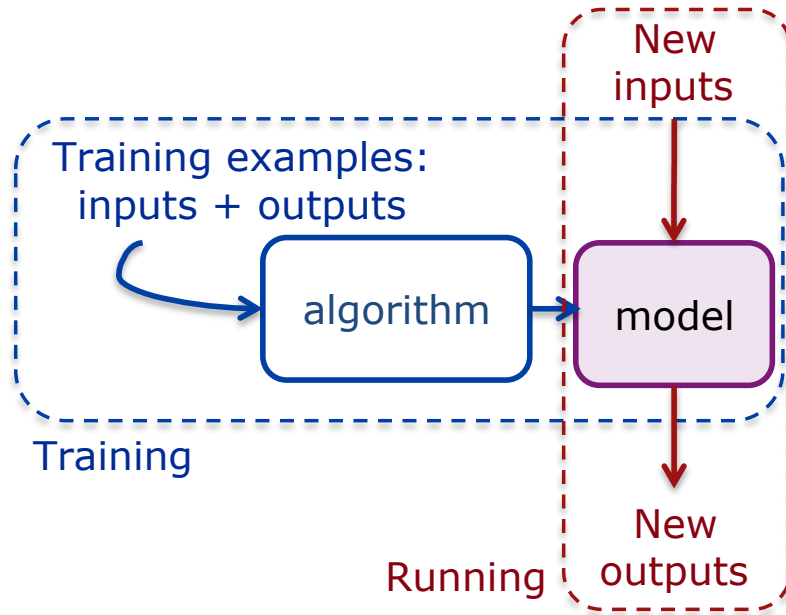 New
inputs
Training examples:
inputs + outputs
algorithm
model
Training
New
outputs
Running